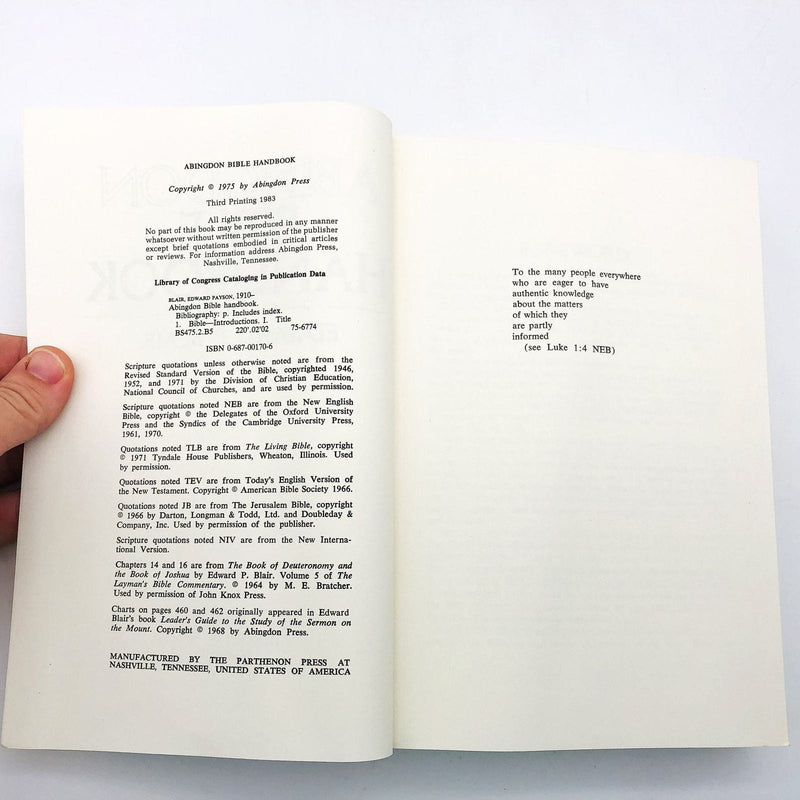 ABINGDON BIBLE HANDBOOK
Copyright © 1975 by Abingdon Press
Third Printing 1983
All rights reserved.
No part of this book may be reproduced in any manner
whatsoever without written permission of the publisher
except brief quotations embodied in critical articles
or reviews. For information address Abingdon Press,
Nashville, Tennessee.
Library of Congress Cataloging in Publication Data
BLAIR, EDWARD PAYSON, 1910–
Abingdon Bible handbook.
Bibliography: p. Includes index.
1. Bible—Introductions. I. Title
BS475.2.B5 220'.02'02 75-6774
ISBN 0-687-00170-6
Scripture quotations unless otherwise noted are from the
Revised Standard Version of the Bible, copyrighted 1946,
1952, and 1971 by the Division of Christian Education,
National Council of Churches, and are used by permission.
Scripture quotations noted NEB are from the New English
Bible, copyright © the Delegates of the Oxford University
Press and the Syndics of the Cambridge University Press,
1961, 1970.
Quotations noted TLB are from The Living Bible, copyright
© 1971 Tyndale House Publishers, Wheaton, Illinois. Used
by permission.
Quotations noted TEV are from Today's English Version of
the New Testament. Copyright © American Bible Society 1966.
Quotations noted JB are from The Jerusalem Bible, copyright
© 1966 by Darton, Longman & Todd, Ltd. and Doubleday &
Company, Inc. Used by permission of the publisher.
Scripture quotations noted NIV are from the New Interna-
tional Version.
Chapters 14 and 16 are from The Book of Deuteronomy and
the Book of Joshua by Edward P. Blair. Volume 5 of The
Layman's Bible Commentary. © 1964 by M. E. Bratcher.
Used by permission of John Knox Press.
Charts on pages 460 and 462 originally appeared in Edward
Blair's book Leader's Guide to the Study of the Sermon on
the Mount. Copyright © 1968 by Abingdon Press.
MANUFACTURED BY THE PARTHENON PRESS AT
NASHVILLE, TENNESSEE, UNITED STATES OF AMERICA
To the many people everywhere
who are eager to have
authentic knowledge
about the matters
of which they
are partly
informed
(see Luke 1:4 NEB)